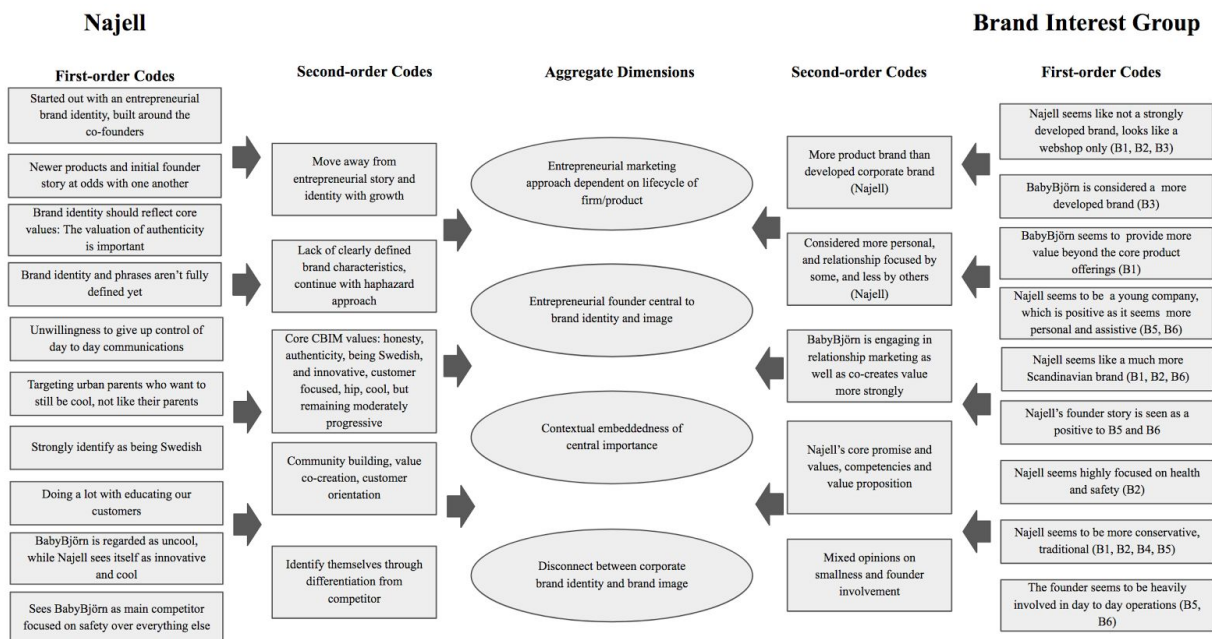 Najell
Brand Interest Group
First-order Codes
Started out with an entrepreneurial
brand identity, built around the
co-founders
Newer products and initial founder
story at odds with one another
Brand identity should reflect core
values: The valuation of authenticity
is important
Brand identity and phrases aren't fully
defined yet
Unwillingness to give up control of
day to day communications
Targeting urban parents who want to
still be cool, not like their parents
Strongly identify as being Swedish
Doing a lot with educating our
customers
BabyBjörn is regarded as uncool,
while Najell sees itself as innovative
and cool
Sees BabyBjörn as main competitor
focused on safety over everything else
Second-order Codes
Move away from
entrepreneurial story and
identity with growth
Lack of clearly defined
brand characteristics,
continue with haphazard
approach
Core CBIM values: honesty,
authenticity, being Swedish,
and innovative, customer
focused, hip, cool, but
remaining moderately
progressive
Community building, value
co-creation, customer
orientation
Identify themselves through
differentiation from
competitor
Aggregate Dimensions
Entrepreneurial marketing
approach dependent on lifecycle of
firm/product
Entrepreneurial founder central to
brand identity and image
Contextual embeddedness of
central importance
Disconnect between corporate
brand identity and brand image
Second-order Codes
More product brand than
developed corporate brand
(Najell)
Considered more personal,
and relationship focused by
some, and less by others
(Najell)
BabyBjörn is engaging in
relationship marketing as
well as co-creates value
more strongly
Najell's core promise and
values, competencies and
value proposition
Mixed opinions on
smallness and founder
involvement
First-order Codes
Najell seems like not a strongly
developed brand, looks like a
webshop only (B1, B2, B3)
BabyBjörn is considered a more
developed brand (B3)
BabyBjörn seems to provide more
value beyond the core product
offerings (B1)
Najell seems to be a young company,
which is positive as it seems more
personal and assistive (B5, B6)
Najell seems like a much more
Scandinavian brand (B1, B2, B6)
Najell's founder story is seen as a
positive to B5 and B6
Najell seems highly focused on health
and safety (B2)
Najell seems to be more conservative,
traditional (B1, B2, B4, B5)
The founder seems to be heavily
involved in day to day operations (B5,
B6)